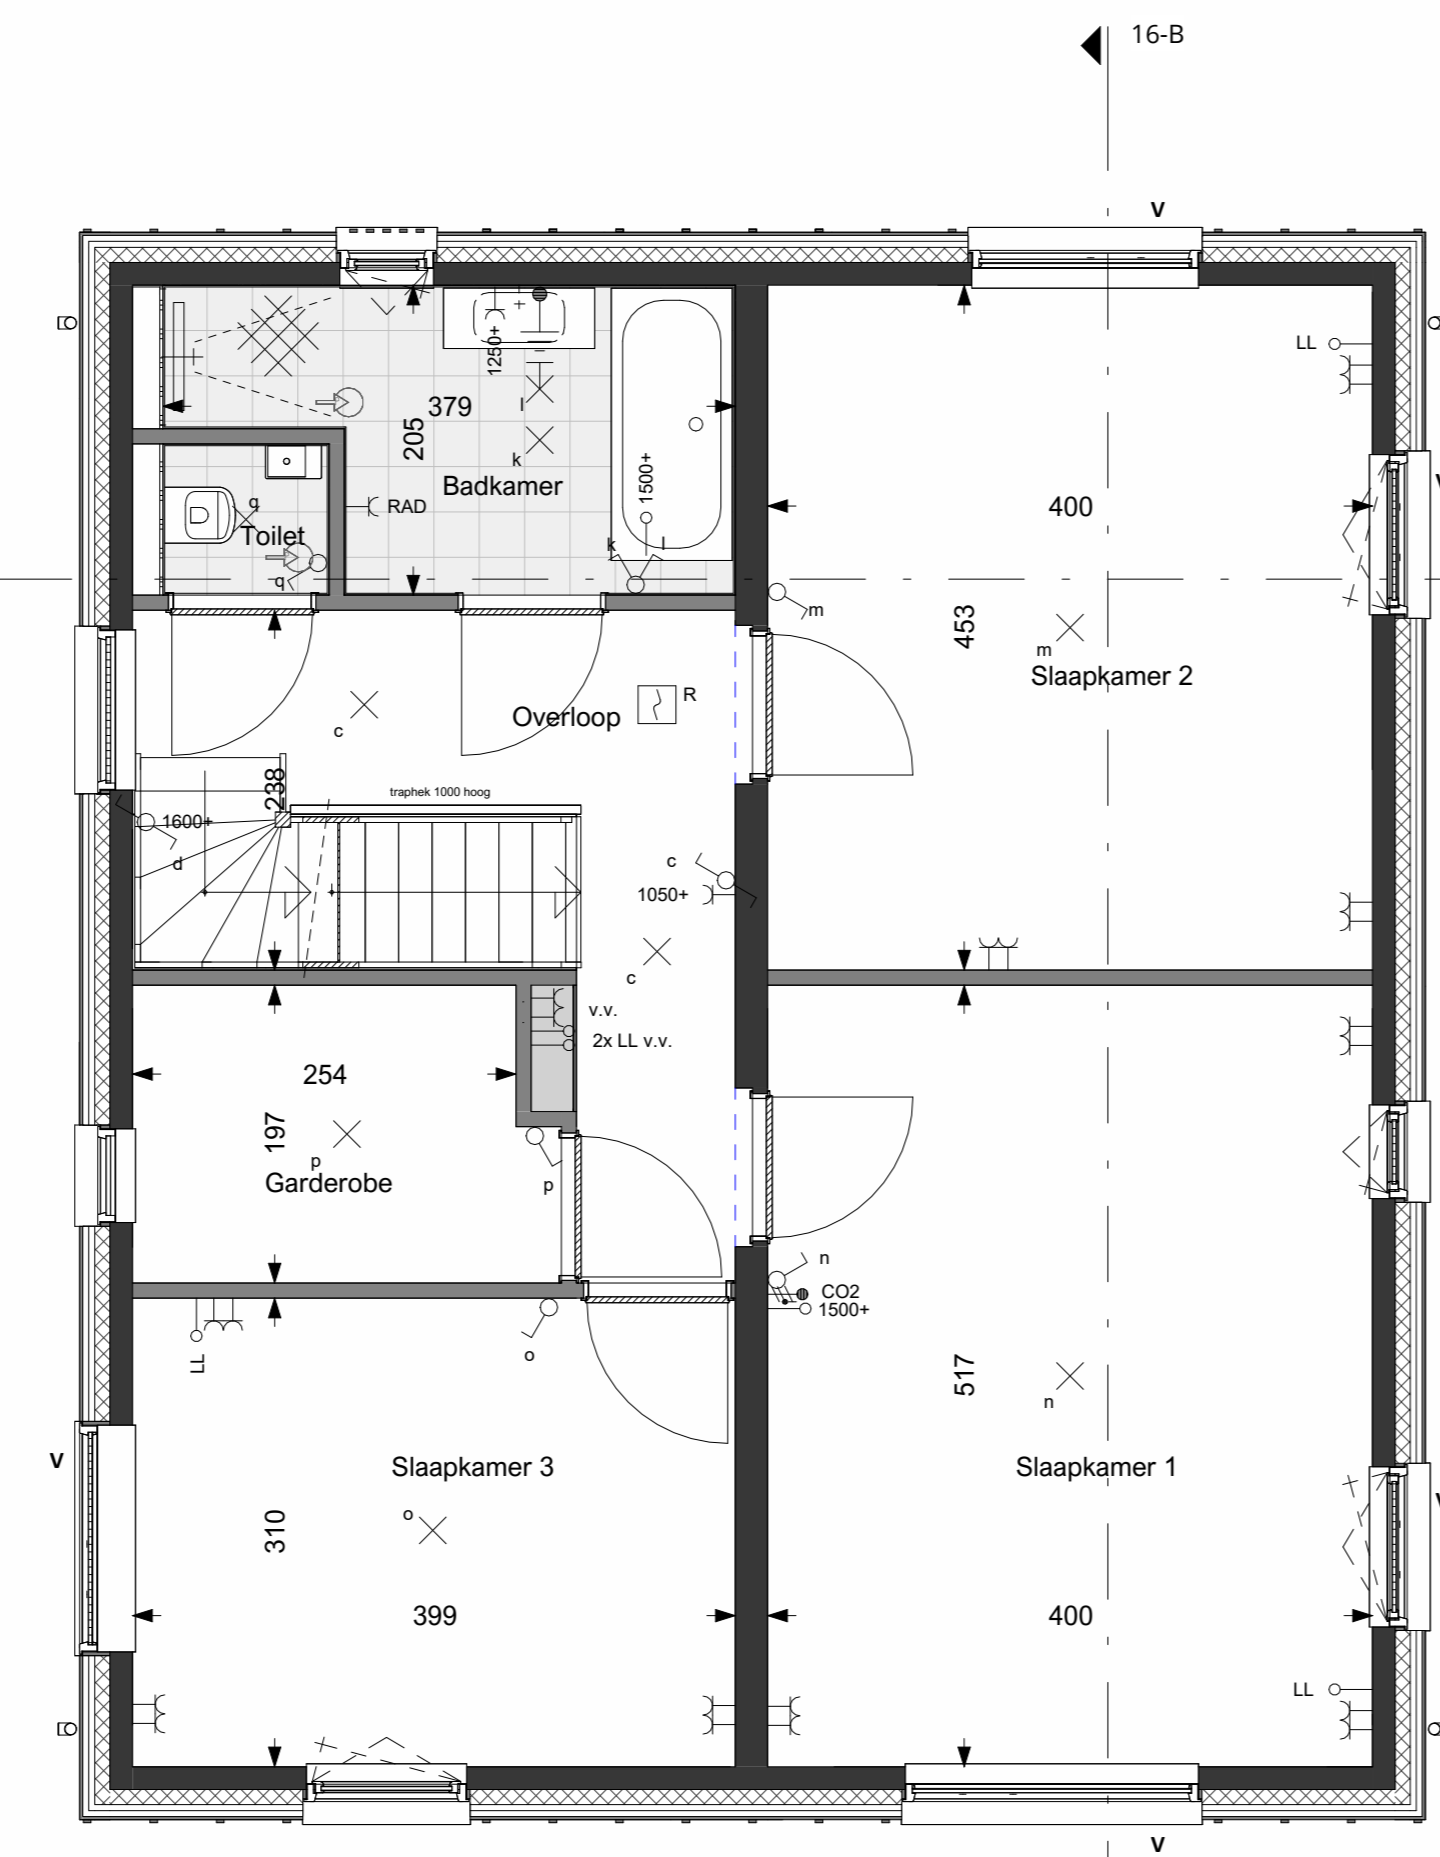 16-B
V
LL
1250+
l
379
205
k
Badkamer
1500+
RAD
400
q
Toilet
k
l
q
m
453
m
Slaapkamer 2
R
c
Overloop
238
traphek 1000 hoog
1600+
d
c
1050+
c
v.v.
2x LL v.v.
254
197
p
Garderobe
p
n
CO2
1500+
LL
o
517
n
V
Slaapkamer 3
Slaapkamer 1
o
310
399
400
LL
V